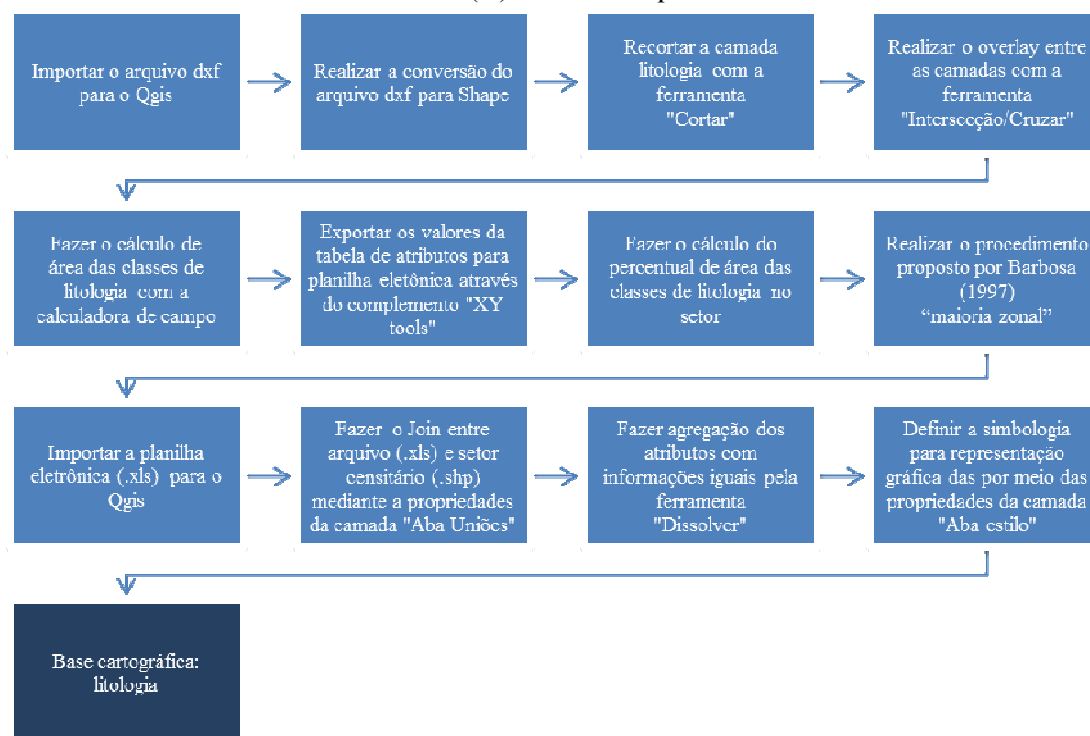 Importar o arquivo dxf
para o Qgis
Realizar a conversão do
arquivo dxf para Shape
Recortar a camada
litologia com a
ferramenta
"Cortar"
Realizar o overlay entre
as camadas com a
ferramenta
"Intersecção/Cruzar"
Fazer o cálculo de
área das classes de
litologia com a
calculadora de campo
Exportar os valores da
tabela de atributos para
planilha eletônica através
do complemento "XY
tools"
Fazer o cálculo do
percentual de área das
classes de litologia no
setor
Realizar o procedimento
proposto por Barbosa
(1997)
“maioria zonal”
Importar a planilha
eletrônica (.xls) para o
Qgis
Fazer o Join entre
arquivo (.xls) e setor
censitário (.shp)
mediante a propriedades
da camada "Aba Uniões"
Fazer agregação dos
atributos com
informações iguais pela
ferramenta
"Dissolver"
Definir a simbologia
para representação
gráfica das por meio das
propriedades da camada
"Aba estilo"
Base cartográfica:
litologia